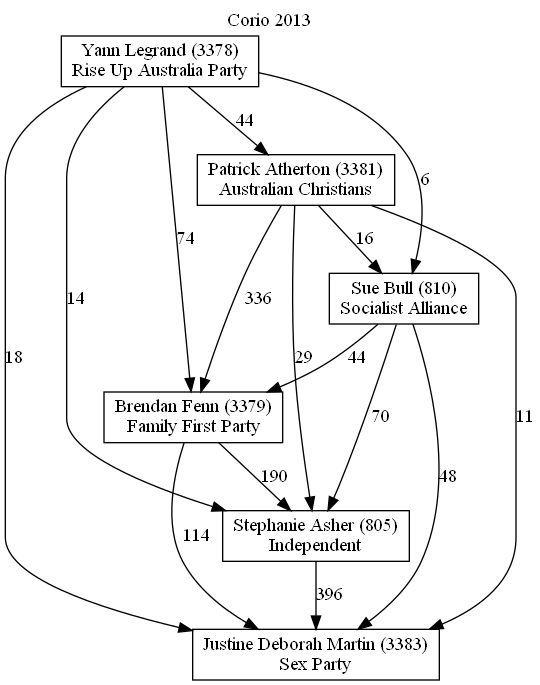 Corio 2013
Yann Legrand (3378)
Rise Up Australia Party
44
Patrick Atherton (3381)
Australian Christians
6
74
16
Sue Bull (810)
Socialist Alliance
14
336
18
29
44
Brendan Fenn (3379)
Family First Party
70
11
190
48
Stephanie Asher (805)
Independent
114
396
Justine Deborah Martin (3383)
Sex Party